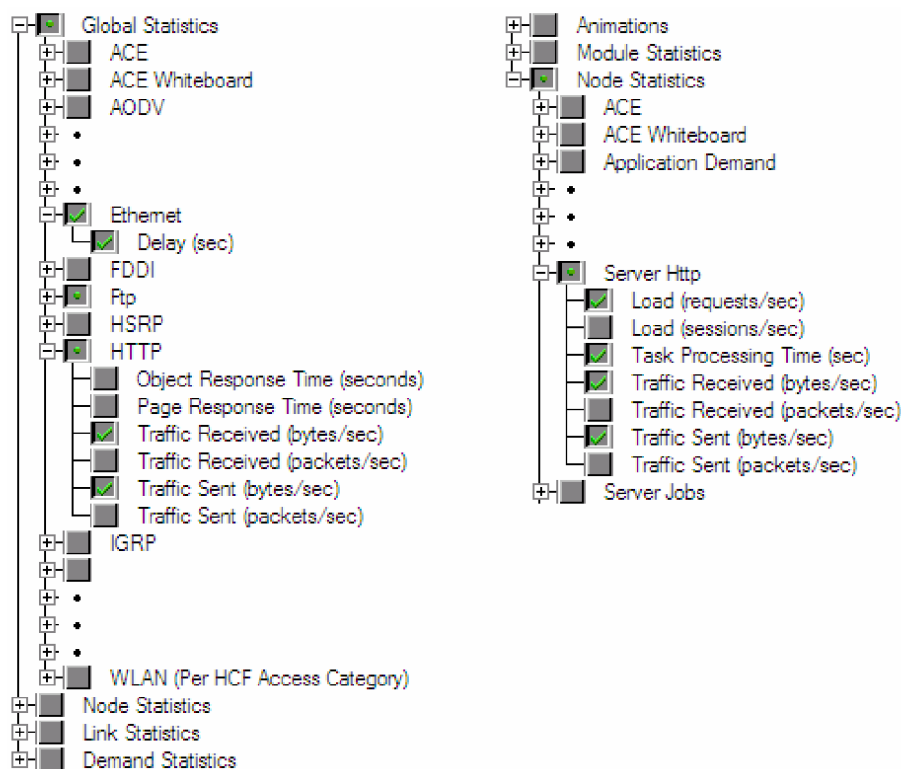 Global Statistics
ACE
ACE Whiteboard
AODV
Ethernet
Delay (sec)
FDDI
Ftp
HSRP
HTTP
Object Response Time (seconds)
Page Response Time (seconds)
Traffic Received (bytes/sec)
Traffic Received (packets/sec)
Traffic Sent (bytes/sec)
Traffic Sent (packets/sec)
IGRP
WLAN (Per HCF Access Category)
Node Statistics
Link Statistics
Demand Statistics
Animations
Module Statistics
Node Statistics
ACE
ACE Whiteboard
Application Demand
Server Http
Load (requests/sec)
Load (sessions/sec)
Task Processing Time (sec)
Traffic Received (bytes/sec)
Traffic Received (packets/sec)
Traffic Sent (bytes/sec)
Traffic Sent (packets/sec)
Server Jobs